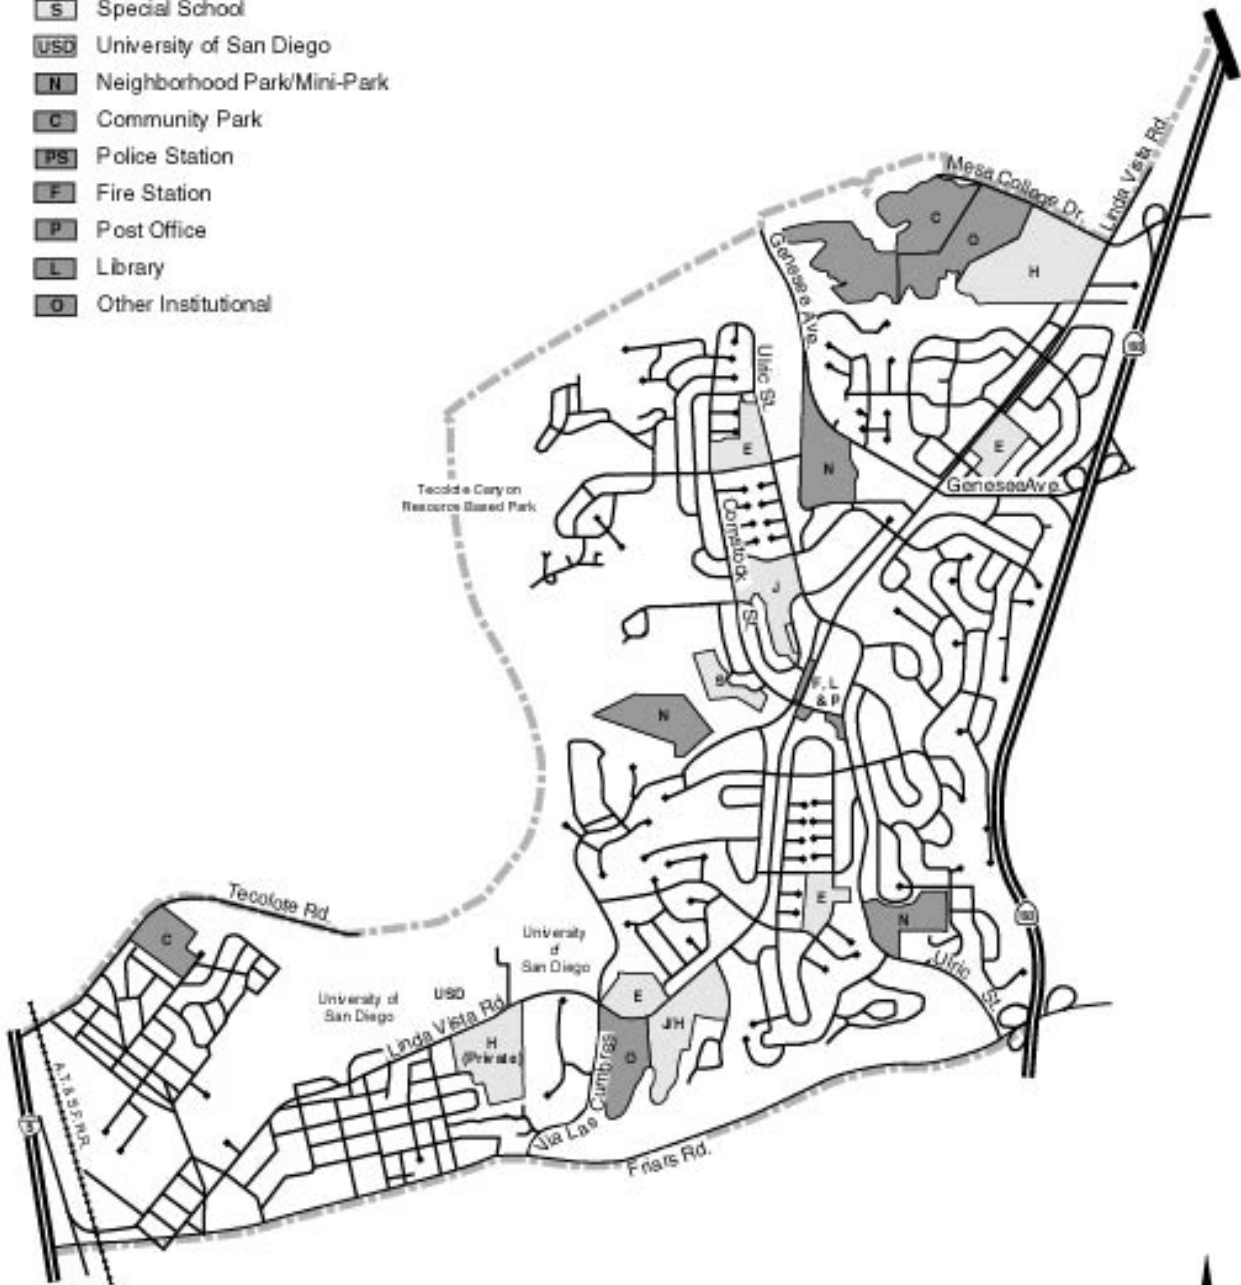 S Special School
USD University of San Diego
N Neighborhood Park/Mini-Park
C Community Park
PS Police Station
F Fire Station
P Post Office
L Library
O Other Institutional
Mesa College Dr.
Linda Vista Rd.
C
O
H
Genesee Ave.
163
Ulric St.
E
N
E
Genesee Ave.
Tecolote Canyon
Resource Based Park
Comstock St.
J
S
F, L
& P
N
E
N
163
Tecolote Rd.
C
University
of
San Diego
Ulric St.
University of
San Diego
USD
Linda Vista Rd.
E
J/H
H
(Private)
O
Via Las Cumbras
A.T. & S.F. R.R.
5
Friars Rd.